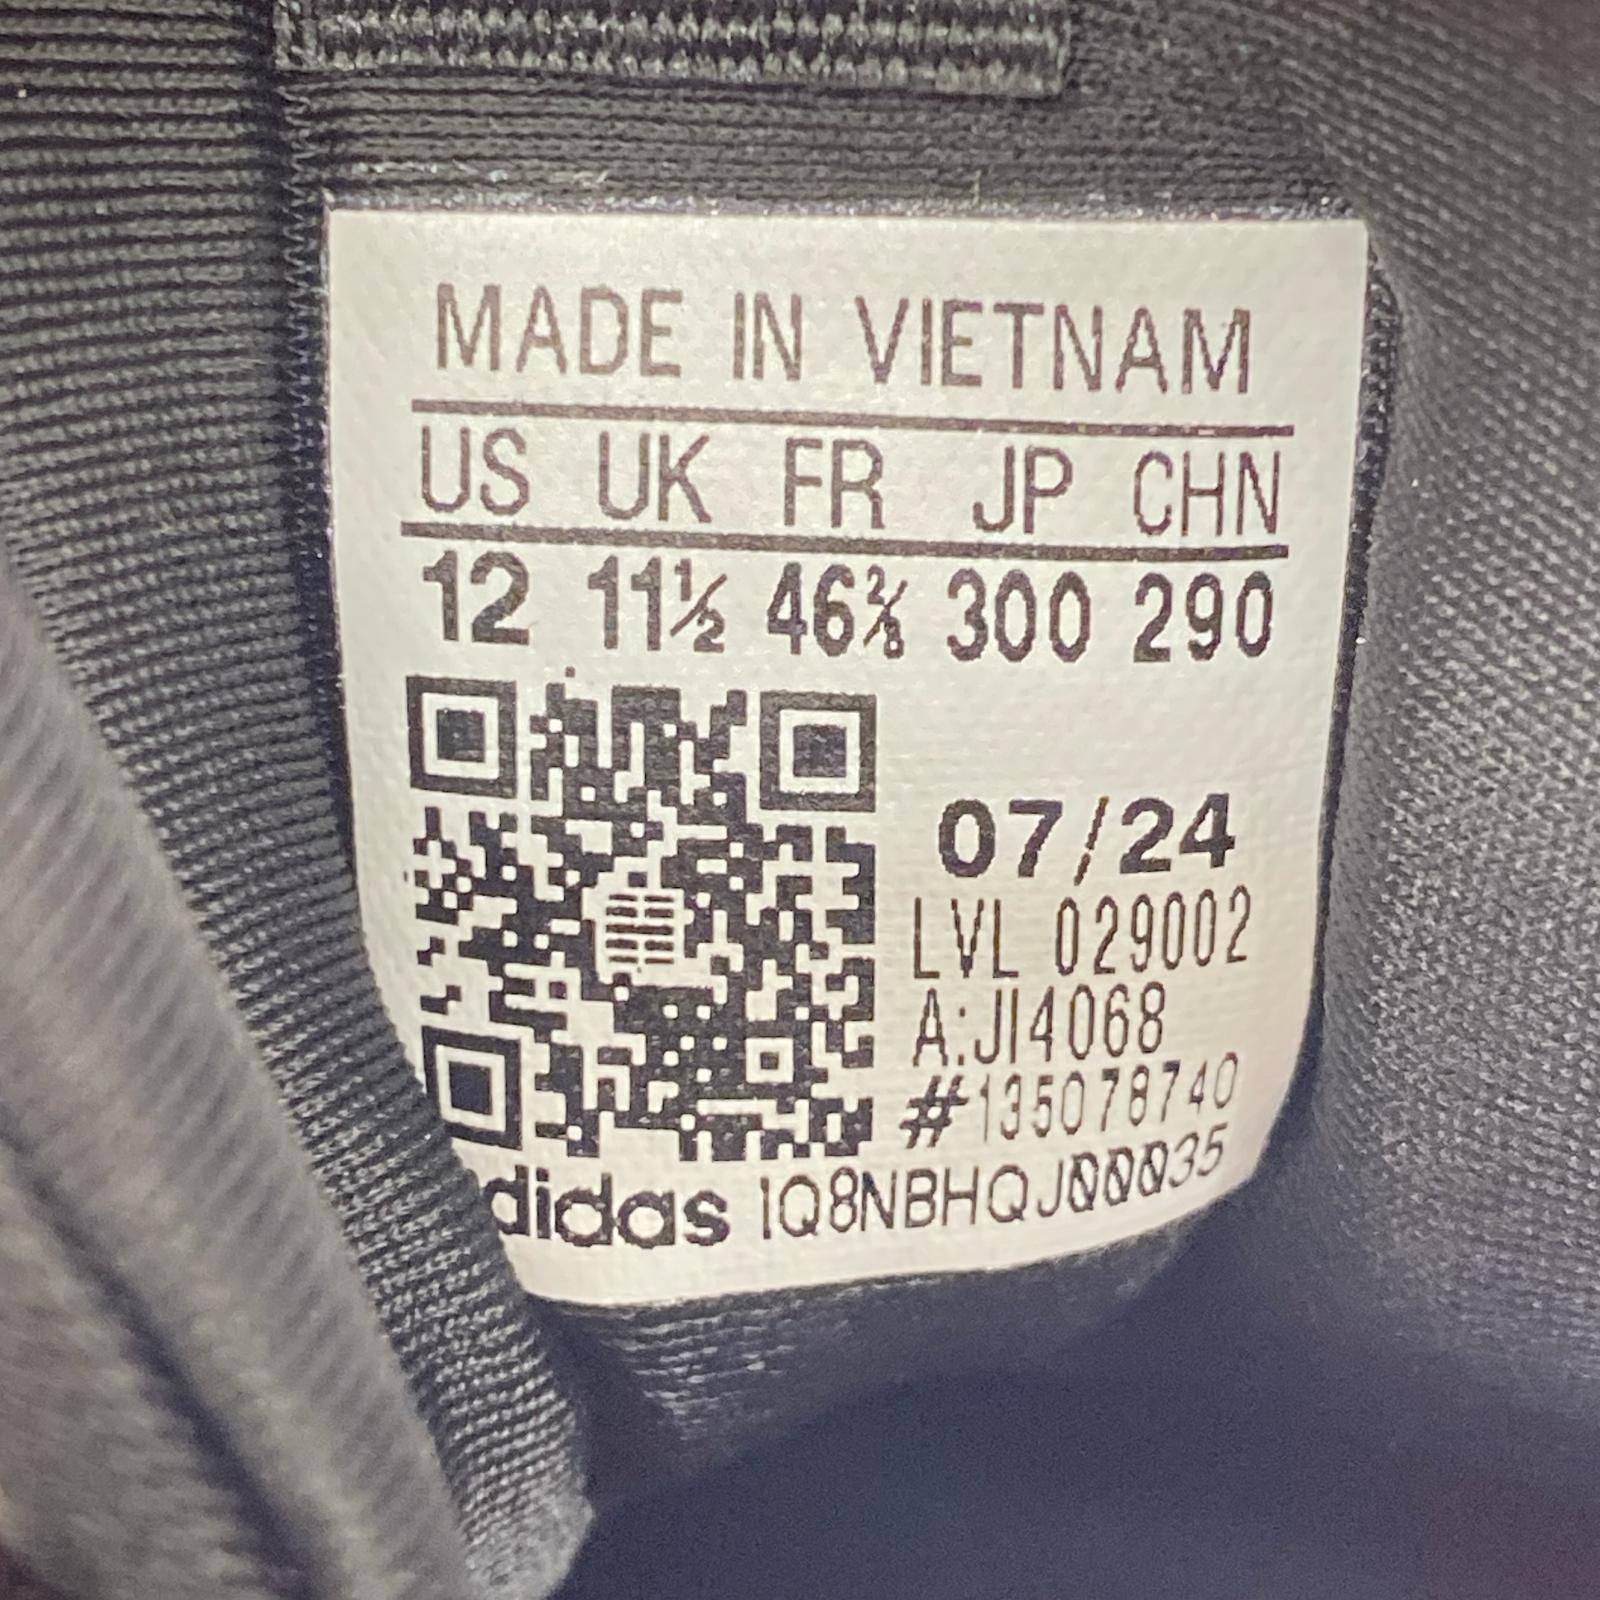 MADE IN VIETNAM
US UK FR JP CHN
12 11½ 46⅔ 300 290
07/24
LVL 029002
A:JI4068
#135078740
adidas 1Q8NBHQJ00035